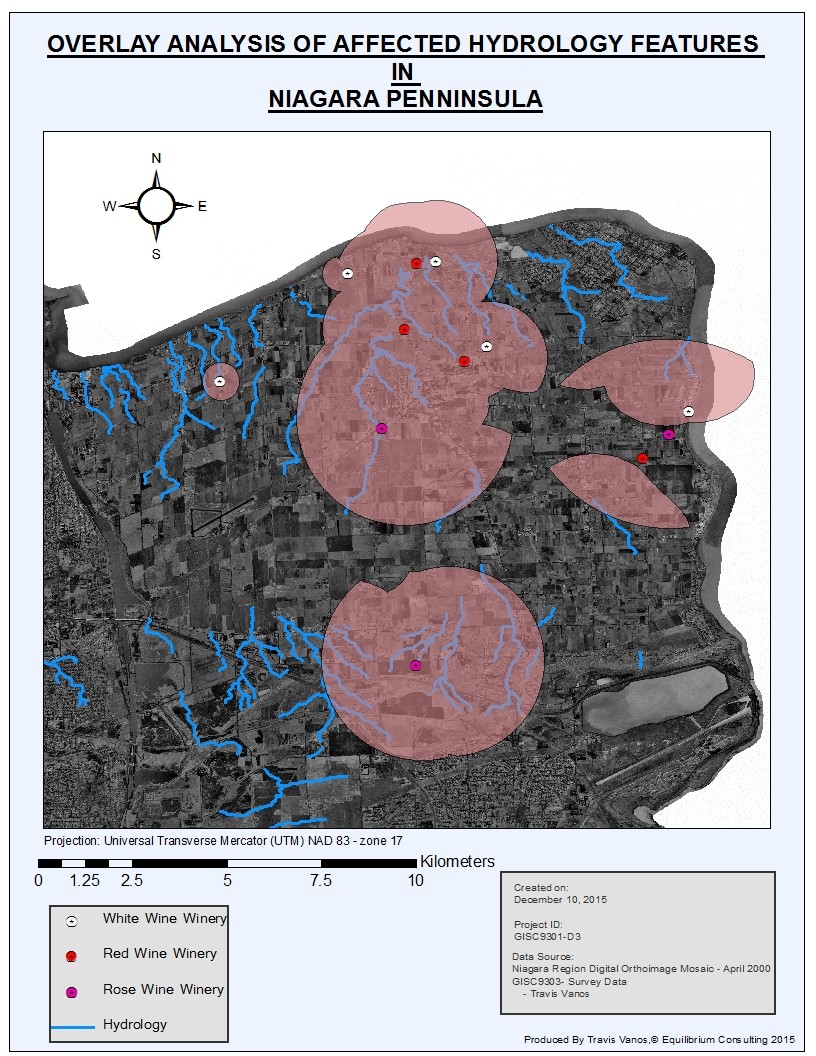 OVERLAY ANALYSIS OF AFFECTED HYDROLOGY FEATURES
IN
NIAGARA PENNINSULA
N
W E
S
Projection: Universal Transverse Mercator (UTM) NAD 83 - zone 17
Kilometers
0 1.25 2.5 5 7.5 10
White Wine Winery
Red Wine Winery
Rose Wine Winery
Hydrology
Created on:
December 10, 2015
Project ID:
GISC9301-D3
Data Source:
Niagara Region Digital Orthoimage Mosaic - April 2000
GISC9303- Survey Data
- Travis Vanos
Produced By Travis Vanos,© Equilibrium Consulting 2015